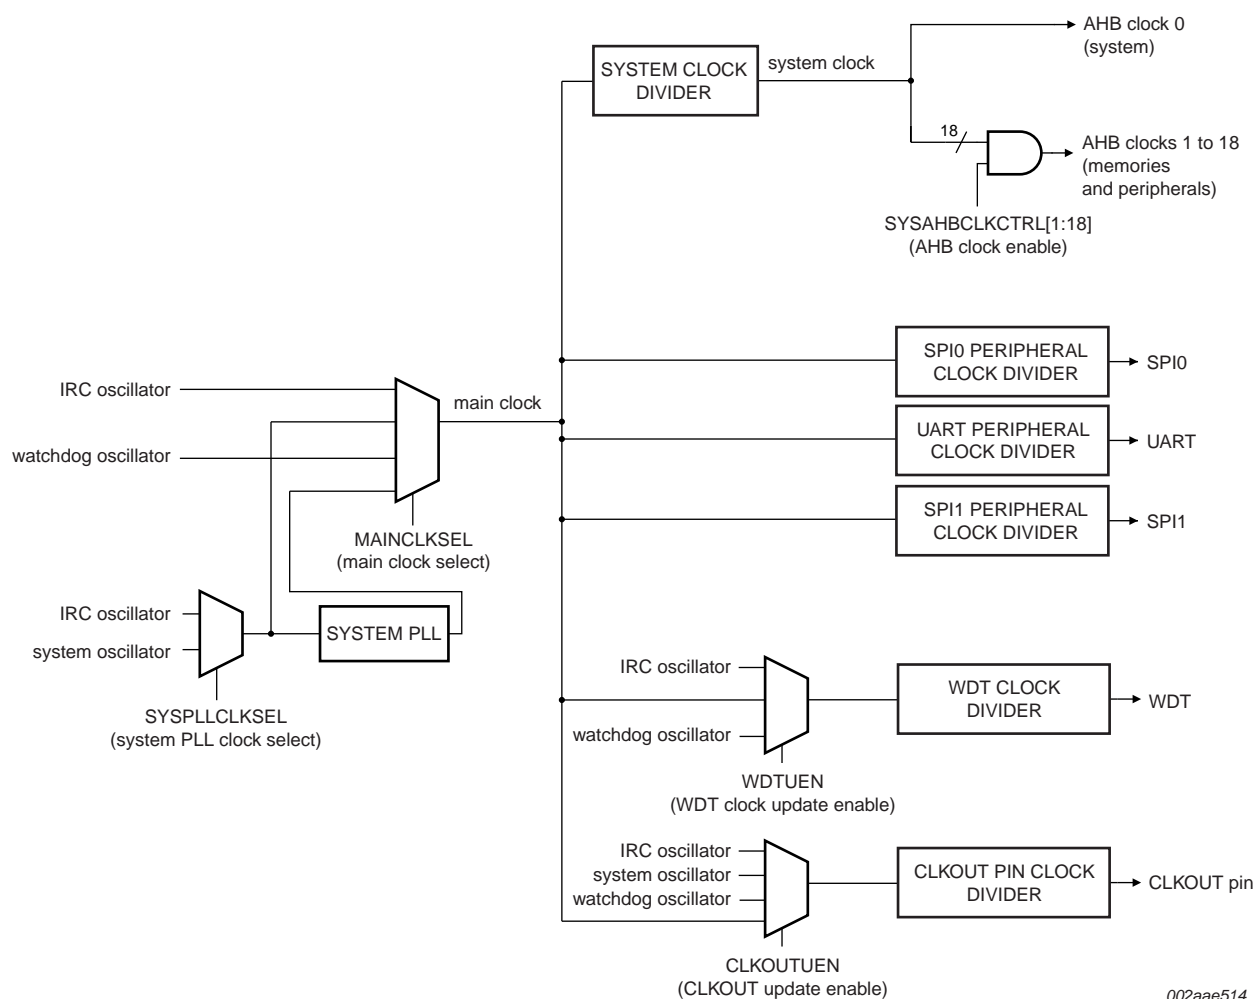 AHB clock 0
(system)
SYSTEM CLOCK
DIVIDER
system clock
18
AHB clocks 1 to 18
(memories
and peripherals)
SYSAHBCLKCTRL[1:18]
(AHB clock enable)
SPI0 PERIPHERAL
CLOCK DIVIDER
SPI0
IRC oscillator
main clock
UART PERIPHERAL
CLOCK DIVIDER
UART
watchdog oscillator
SPI1 PERIPHERAL
CLOCK DIVIDER
SPI1
MAINCLKSEL
(main clock select)
IRC oscillator
system oscillator
SYSTEM PLL
SYSPLLCLKSEL
(system PLL clock select)
IRC oscillator
watchdog oscillator
WDT CLOCK
DIVIDER
WDT
WDTUEN
(WDT clock update enable)
IRC oscillator
system oscillator
watchdog oscillator
CLKOUT PIN CLOCK
DIVIDER
CLKOUT pin
CLKOUTUEN
(CLKOUT update enable)
002aae514